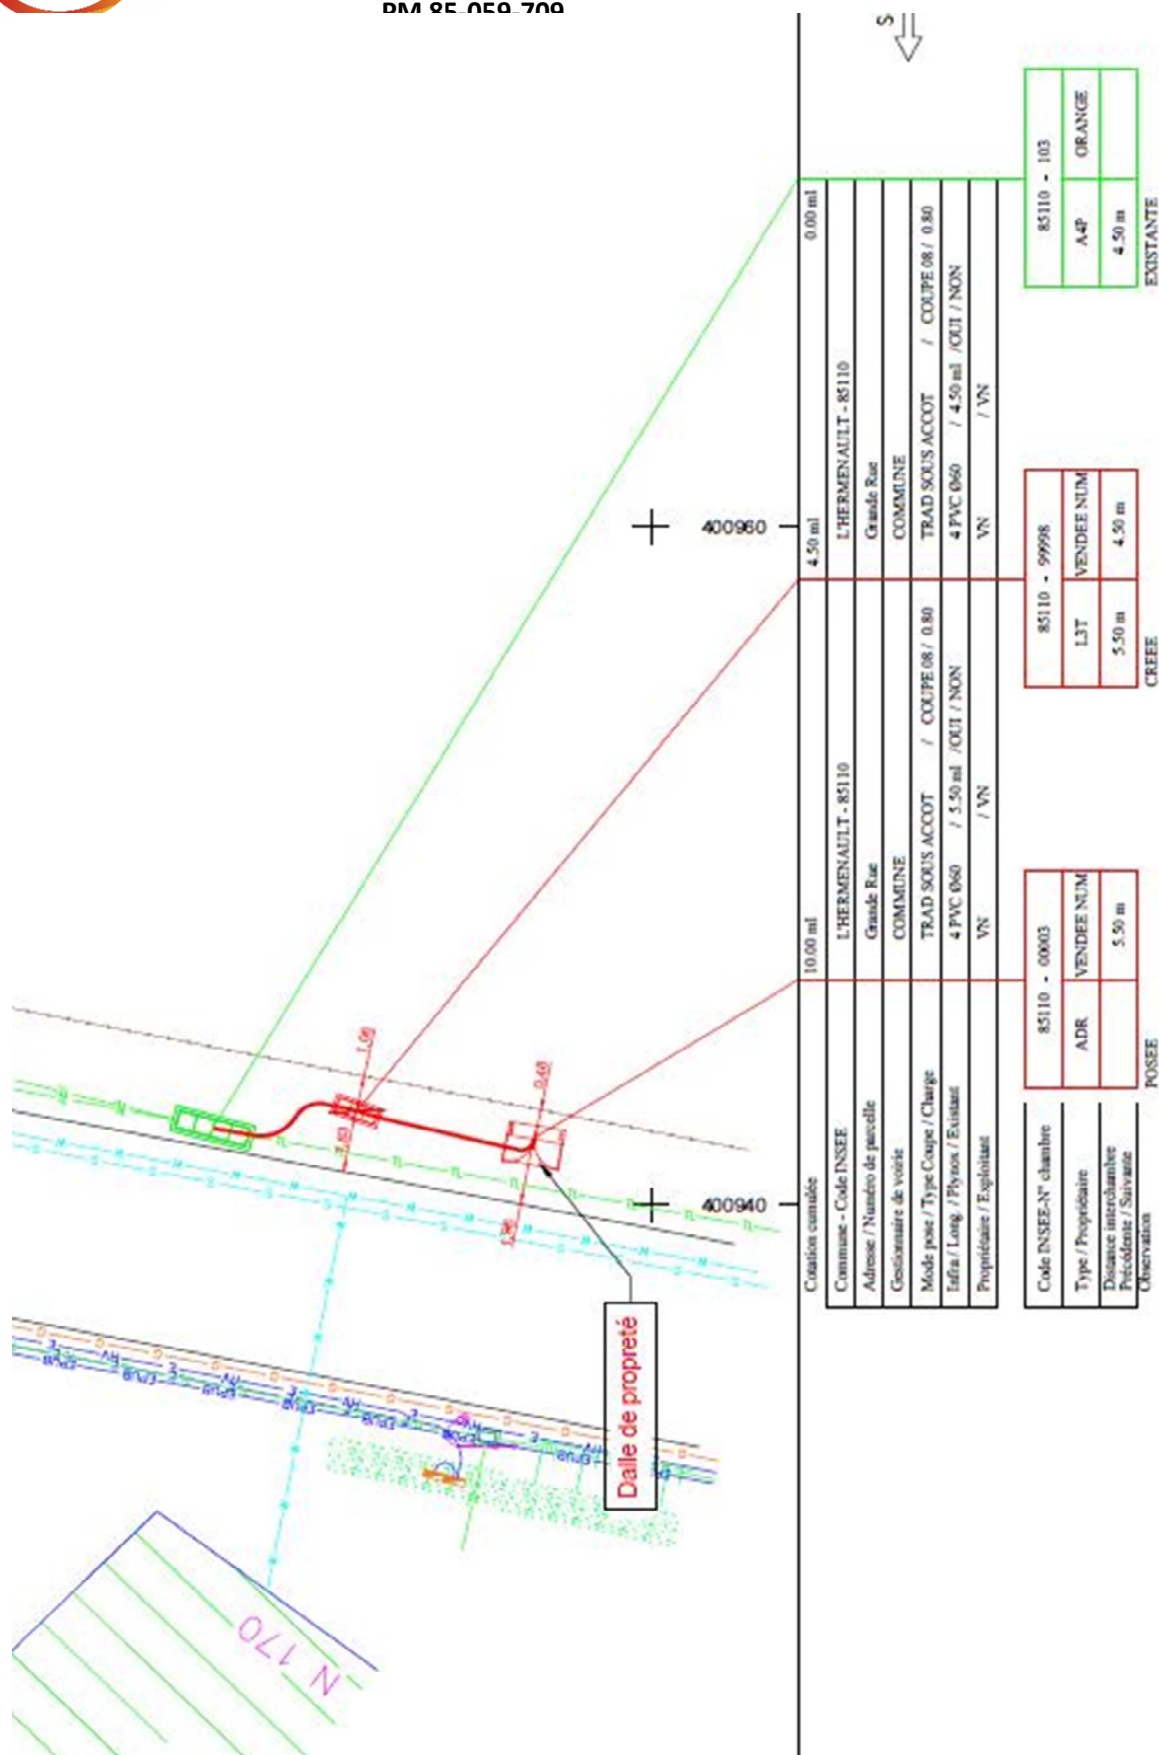 PM 85-059-709
S
N 170
Dalle de propreté
400960
400940
1.90
0.40
Cotation cumulée 10.00 ml 4.50 ml 0.00 ml
Commune - Code INSEE L'HERMENAULT - 85110 L'HERMENAULT - 85110
Adresse / Numéro de parcelle Grande Rue Grande Rue
Gestionnaire de voirie COMMUNE COMMUNE
Mode pose / Type Coupe / Charge TRAD SOUS ACCOT / COUPE 08 / 0.80 TRAD SOUS ACCOT / COUPE 08 / 0.80
Infra / Long. / Plynox / Existant 4 PVC Ø60 / 5.50 ml /OUI / NON 4 PVC Ø60 / 4.50 ml /OUI / NON
Propriétaire / Exploitant VN / VN VN / VN
Code INSEE-N° chambre 85110 - 00003 85110 - 99998 85110 - 103
Type / Propriétaire ADR VENDEE NUM L3T VENDEE NUM A4P ORANGE
Distance interchambre
Précédente / Suivante 5.50 m 5.50 m 4.50 m 4.50 m
Observation POSEE CREEE EXISTANTE